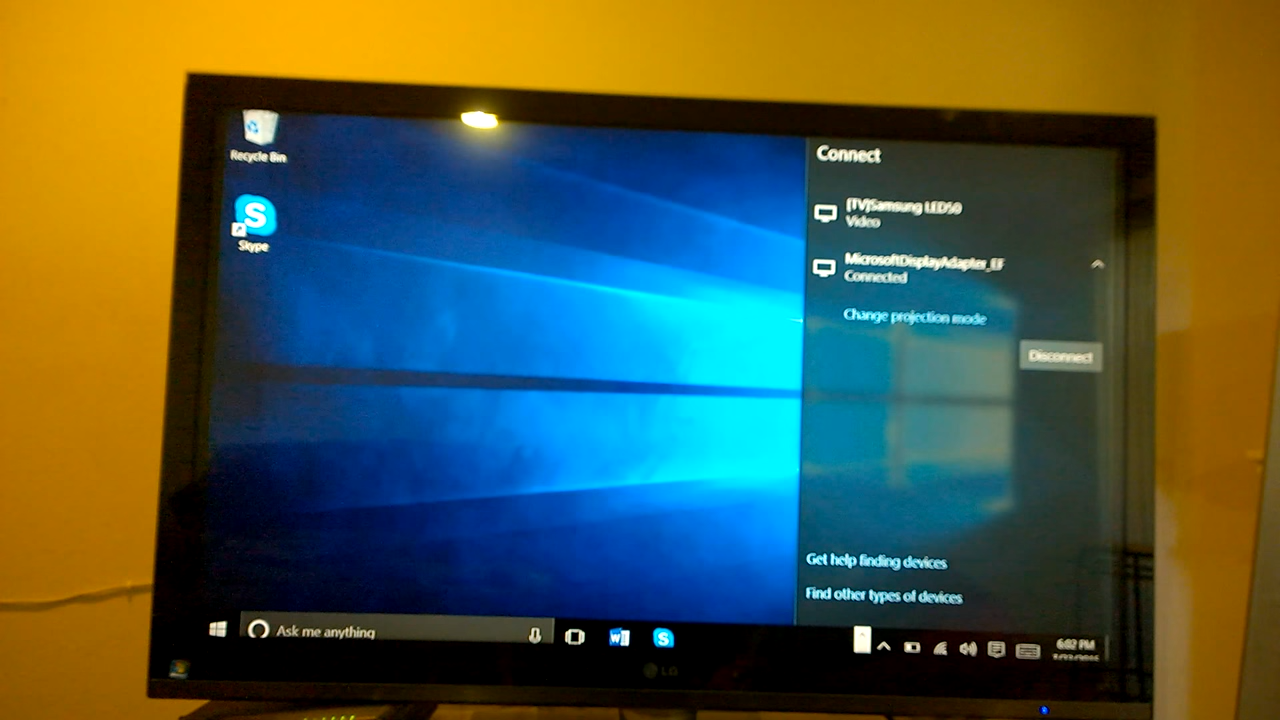 Recycle Bin
Skype
Connect
[TV]Samsung LED50
Video
MicrosoftDisplayAdapter_EF
Connected
Change projection mode
Disconnect
Get help finding devices
Find other types of devices
Ask me anything
6:02 PM
LG